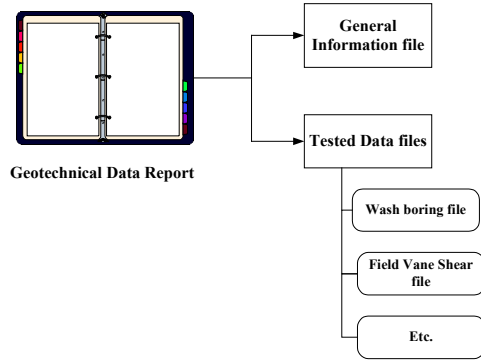 General
Information file
Geotechnical Data Report
Tested Data files
Wash boring file
Field Vane Shear
file
Etc.